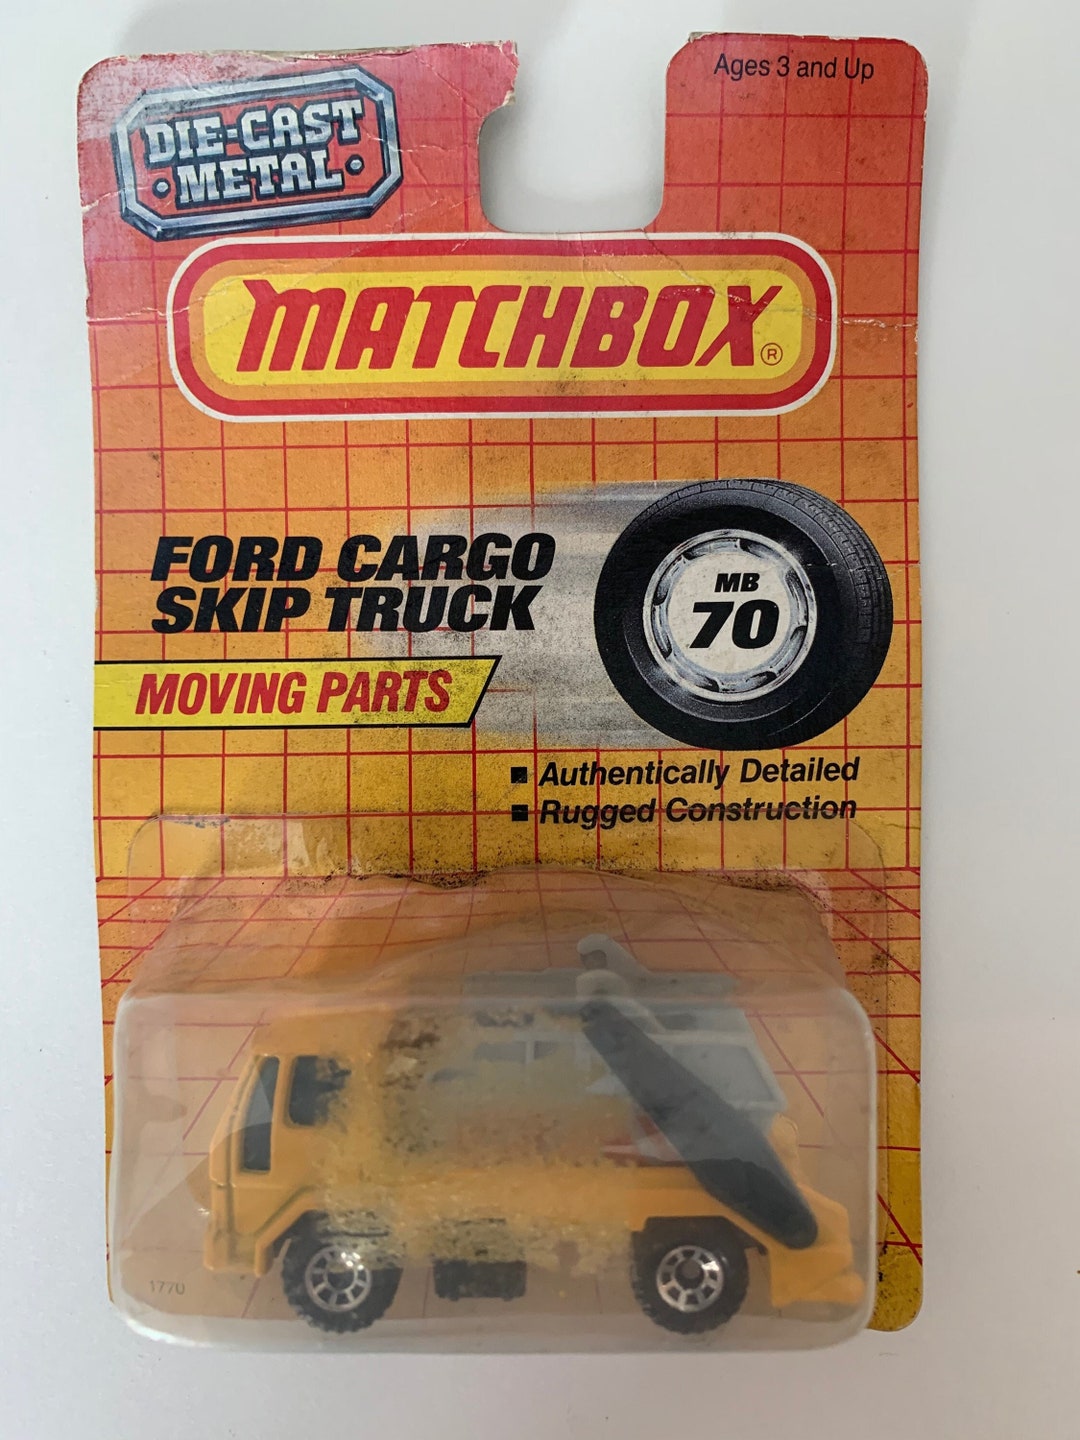 Ages 3 and Up
DIE-CAST
• METAL •
MATCHBOX®
FORD CARGO
SKIP TRUCK
MB
70
MOVING PARTS
■ Authentically Detailed
■ Rugged Construction
1770